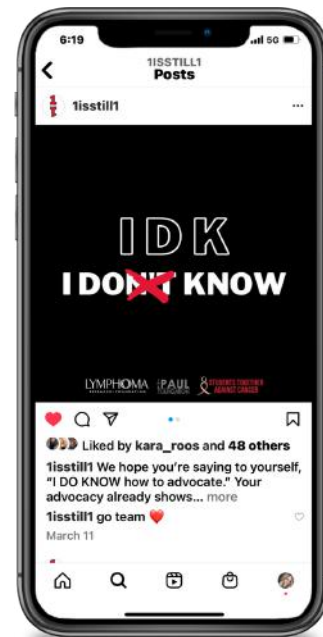 6:19
5G
1ISSTILL1
Posts
1isstill1
IDK
I DON'T KNOW
LYMPHOMA
PAUL
STUDENTS TOGETHER
AGAINST CANCER
Liked by kara_roos and 48 others
1isstill1 We hope you're saying to yourself,
"I DO KNOW how to advocate." Your
advocacy already shows... more
1isstill1 go team
March 11